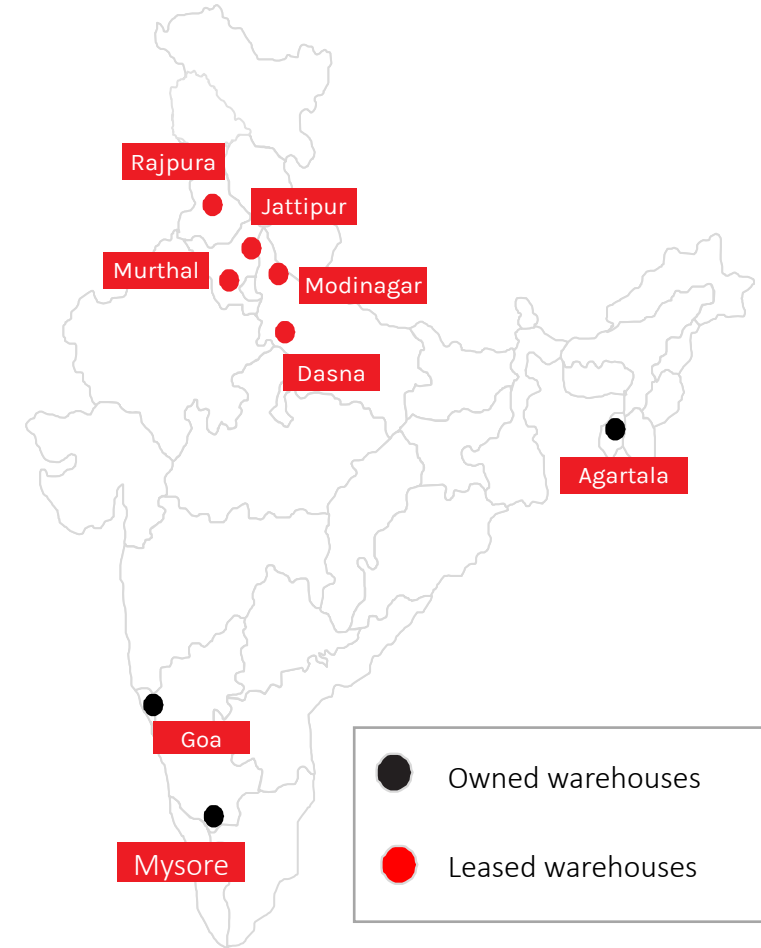 Rajpura
Jattipur
Murthal
Modinagar
Dasna
Agartala
Goa
Owned warehouses
Mysore
Leased warehouses